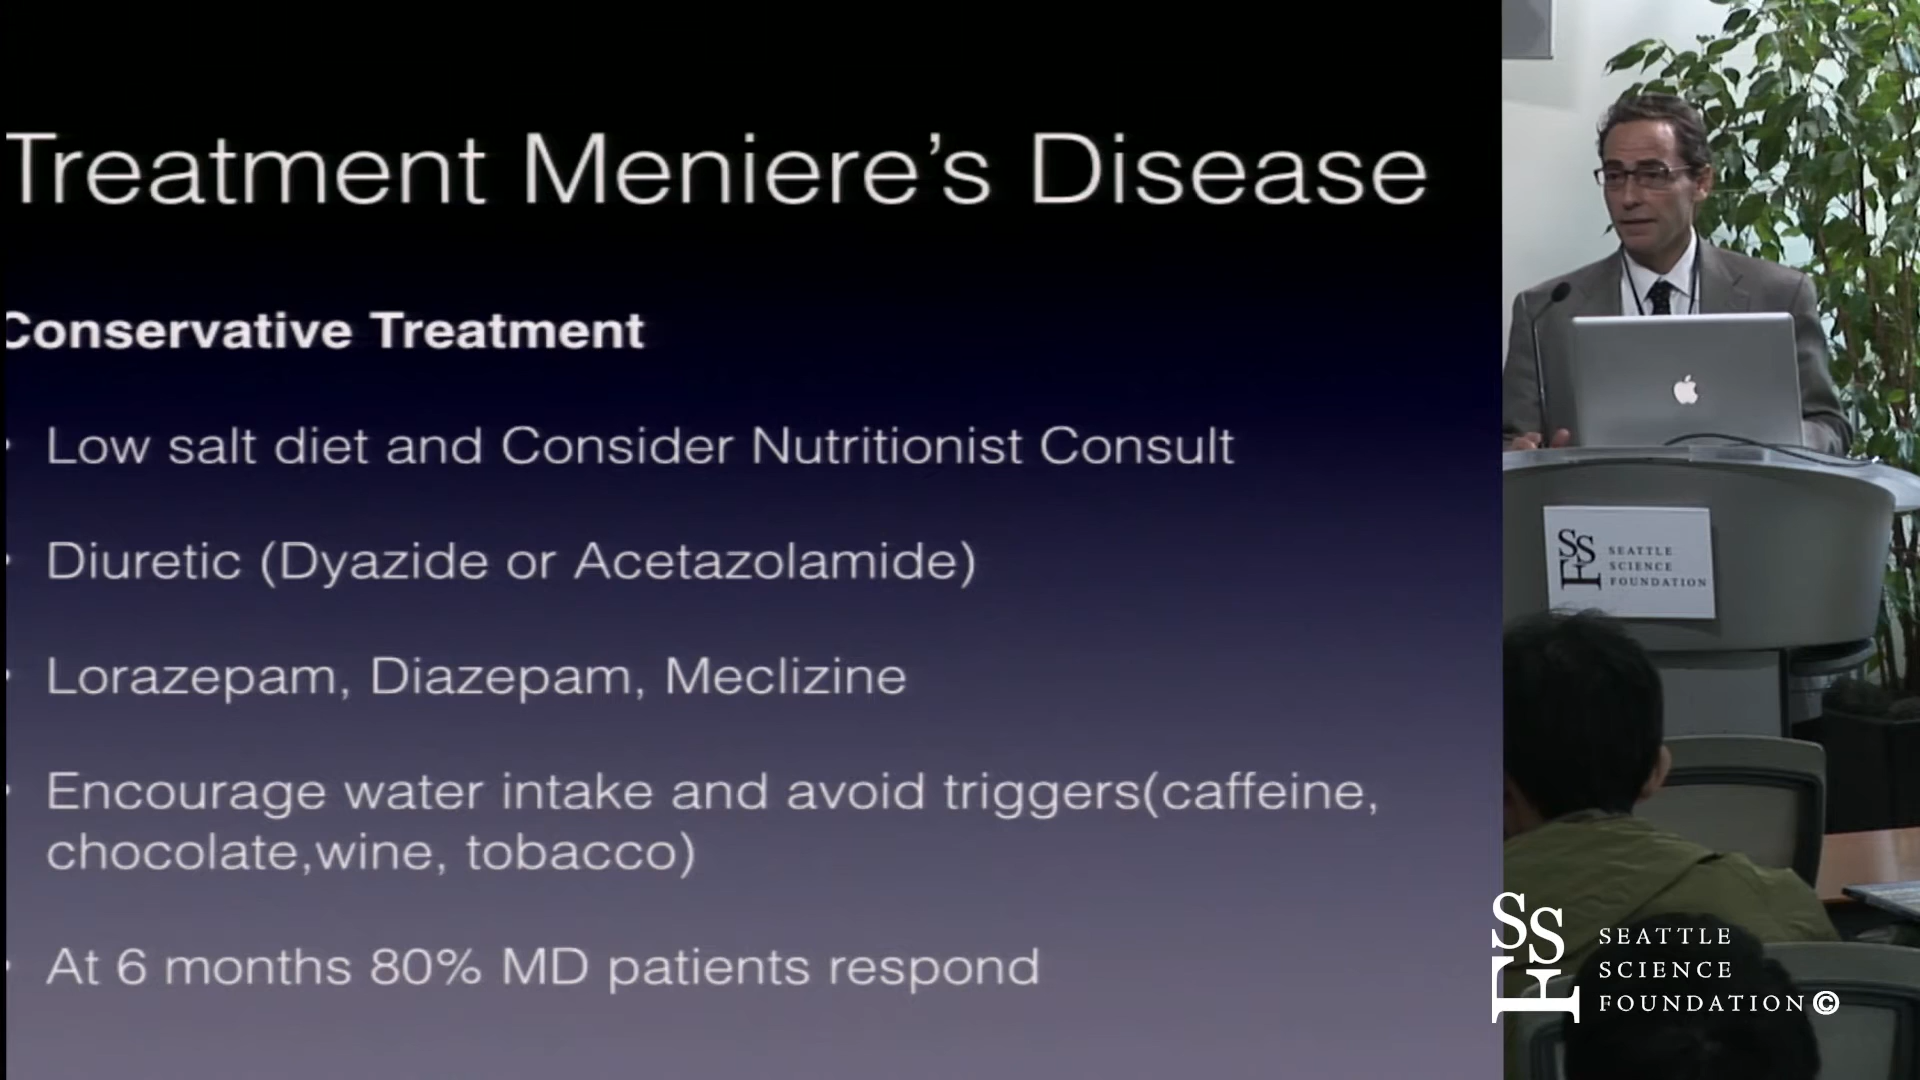 Treatment Meniere's Disease
Conservative Treatment
• Low salt diet and Consider Nutritionist Consult
• Diuretic (Dyazide or Acetazolamide)
• Lorazepam, Diazepam, Meclizine
• Encourage water intake and avoid triggers(caffeine,
chocolate,wine, tobacco)
• At 6 months 80% MD patients respond
SSF
SEATTLE
SCIENCE
FOUNDATION
SSF
SEATTLE
SCIENCE
FOUNDATION©